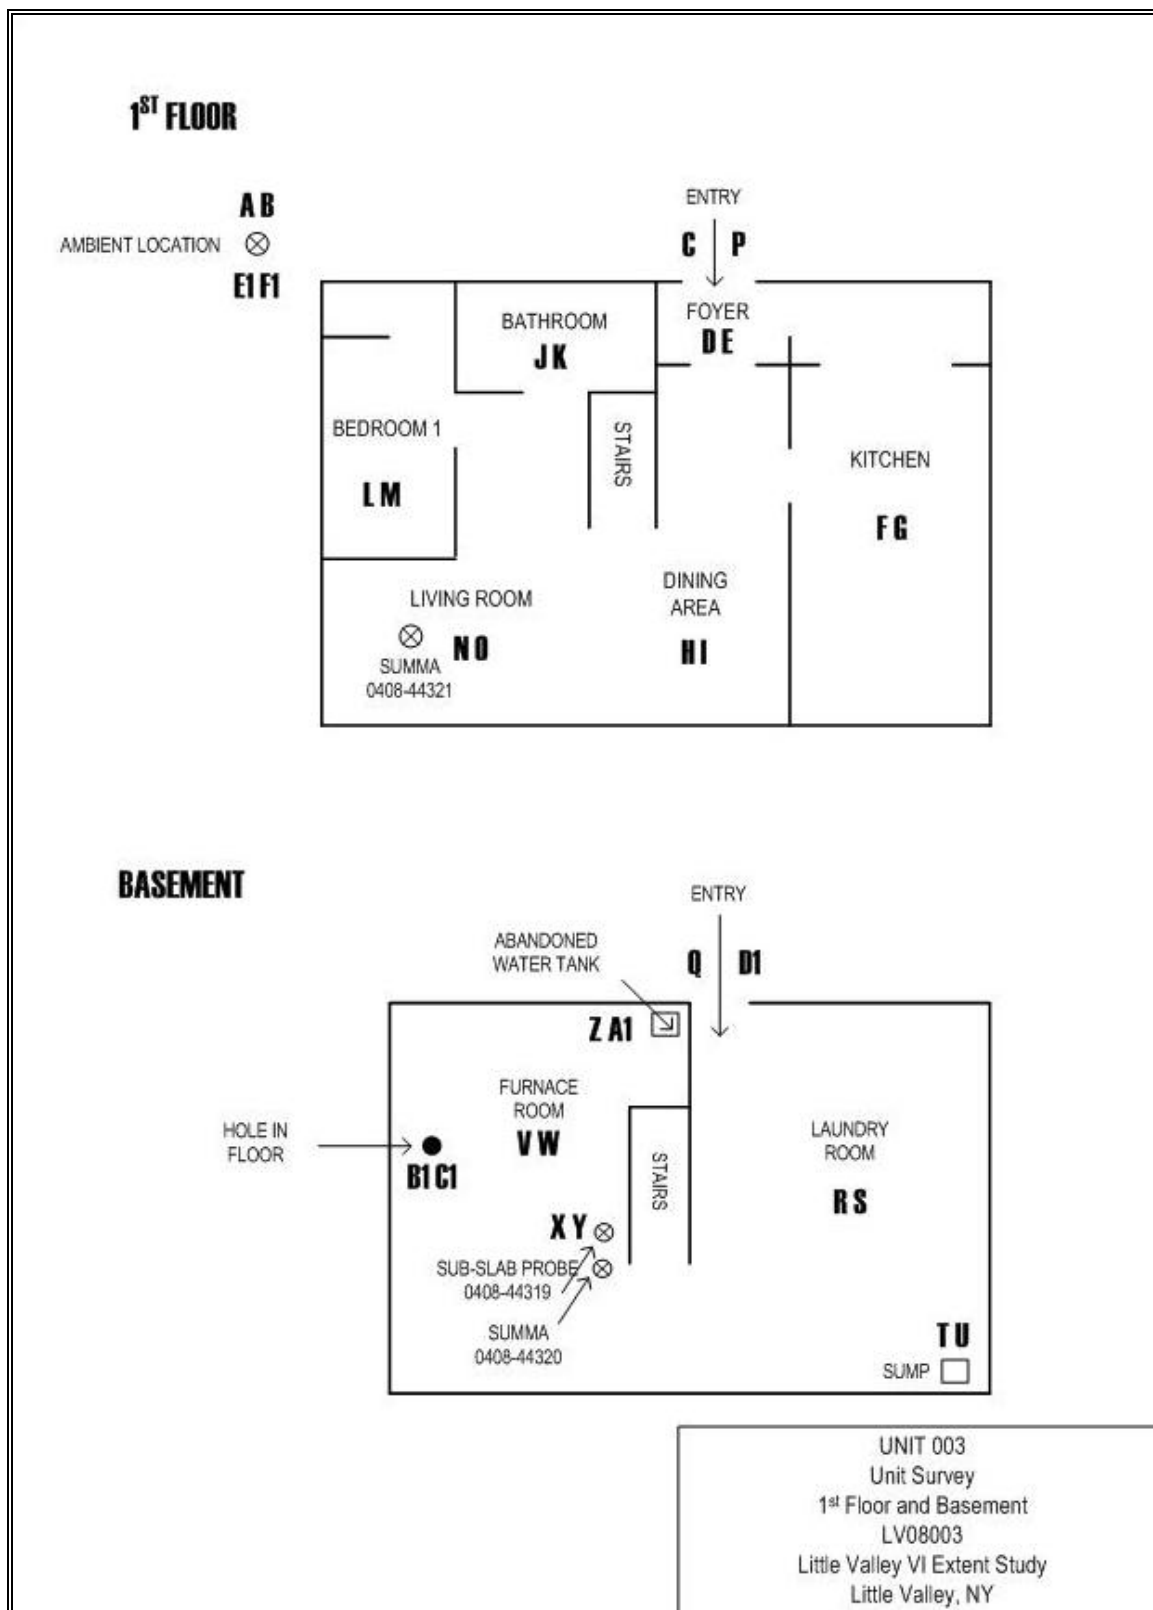 1ST FLOOR
A B
AMBIENT LOCATION
E1 F1
ENTRY
C P
FOYER
D E
BATHROOM
J K
BEDROOM 1
L M
STAIRS
KITCHEN
F G
LIVING ROOM
N O
SUMMA
0408-44321
DINING
AREA
H I
BASEMENT
ENTRY
Q D1
ABANDONED
WATER TANK
Z A1
FURNACE
ROOM
V W
HOLE IN
FLOOR
B1 C1
STAIRS
LAUNDRY
ROOM
R S
X Y
SUB-SLAB PROBE
0408-44319
SUMMA
0408-44320
T U
SUMP
UNIT 003
Unit Survey
1st Floor and Basement
LV08003
Little Valley VI Extent Study
Little Valley, NY